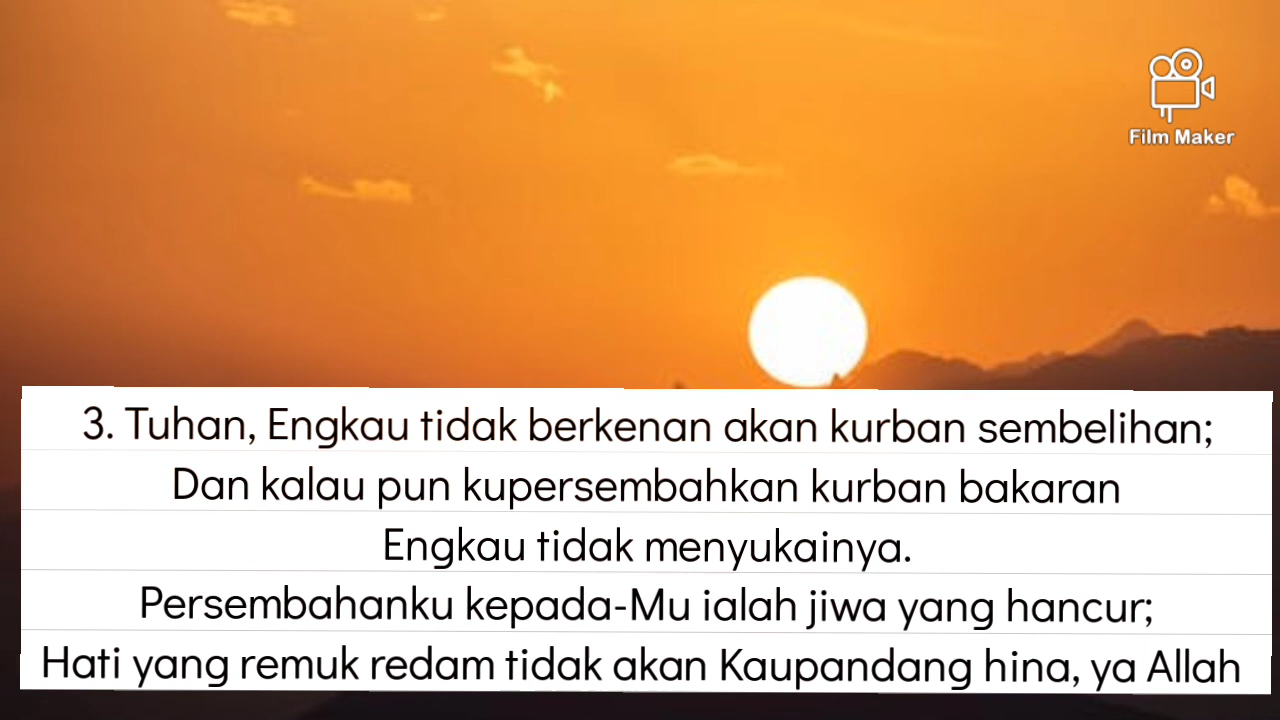 Film Maker
3. Tuhan, Engkau tidak berkenan akan kurban sembelihan;
Dan kalau pun kupersembahkan kurban bakaran
Engkau tidak menyukainya.
Persembahanku kepada-Mu ialah jiwa yang hancur;
Hati yang remuk redam tidak akan Kaupandang hina, ya Allah